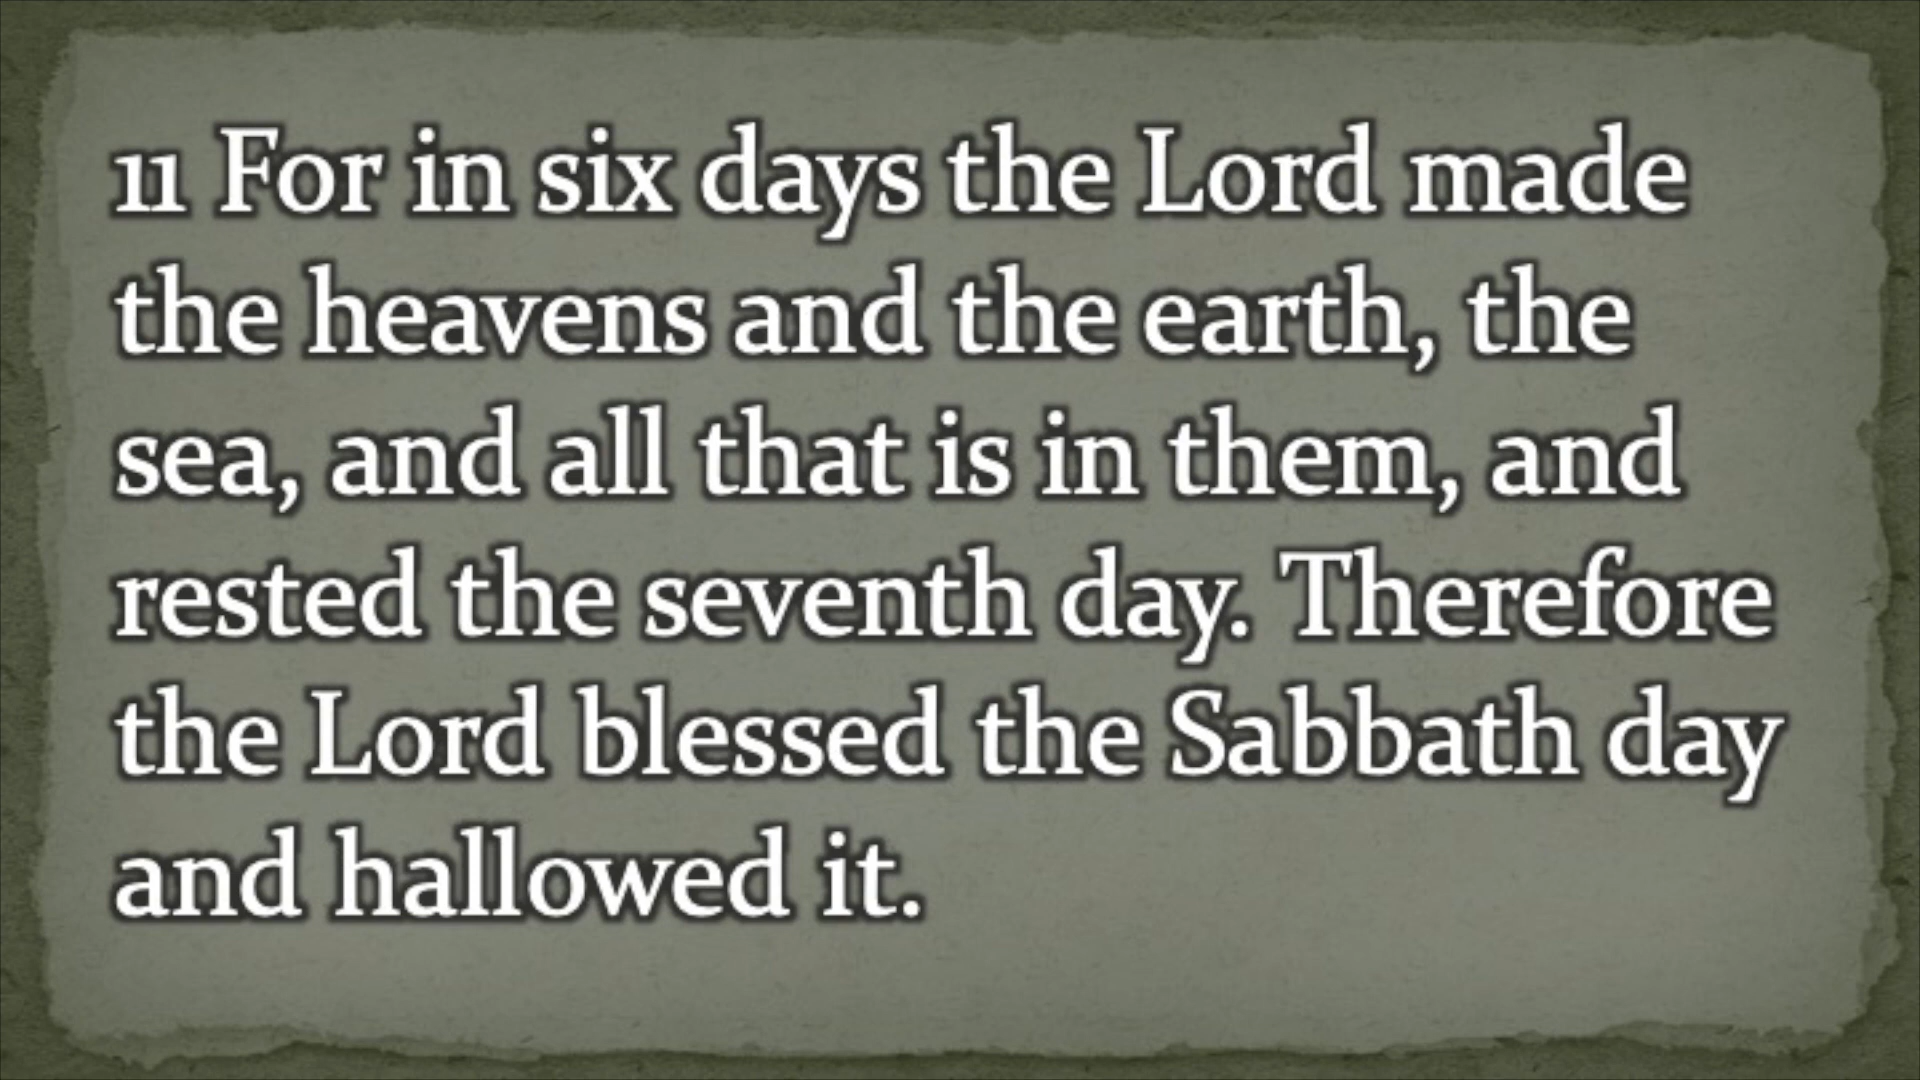 11 For in six days the Lord made
the heavens and the earth, the
sea, and all that is in them, and
rested the seventh day. Therefore
the Lord blessed the Sabbath day
and hallowed it.